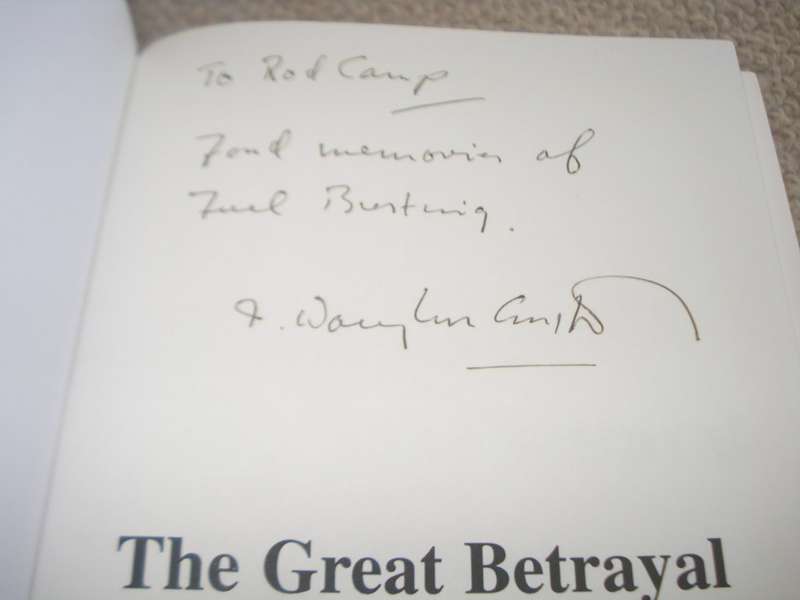 To Rod Camp
Fond memories of
Fuel Busting.
The Great Betrayal